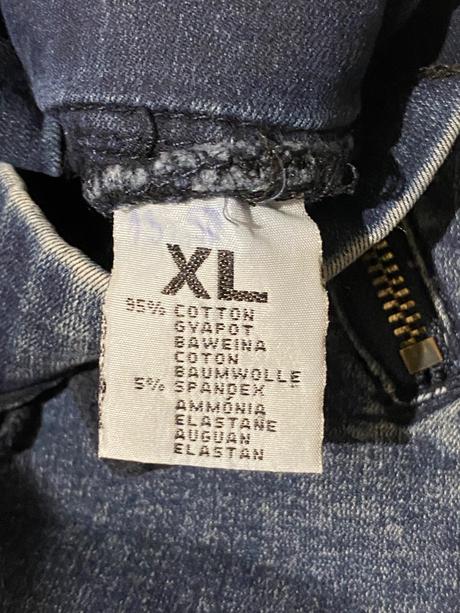 XL
95% COTTON
GYAPOT
BAWEINA
COTON
BAUMWOLLE
5% SPANDEX
AMMÓNIA
ELASTANE
AUGUAN
ELASTAN